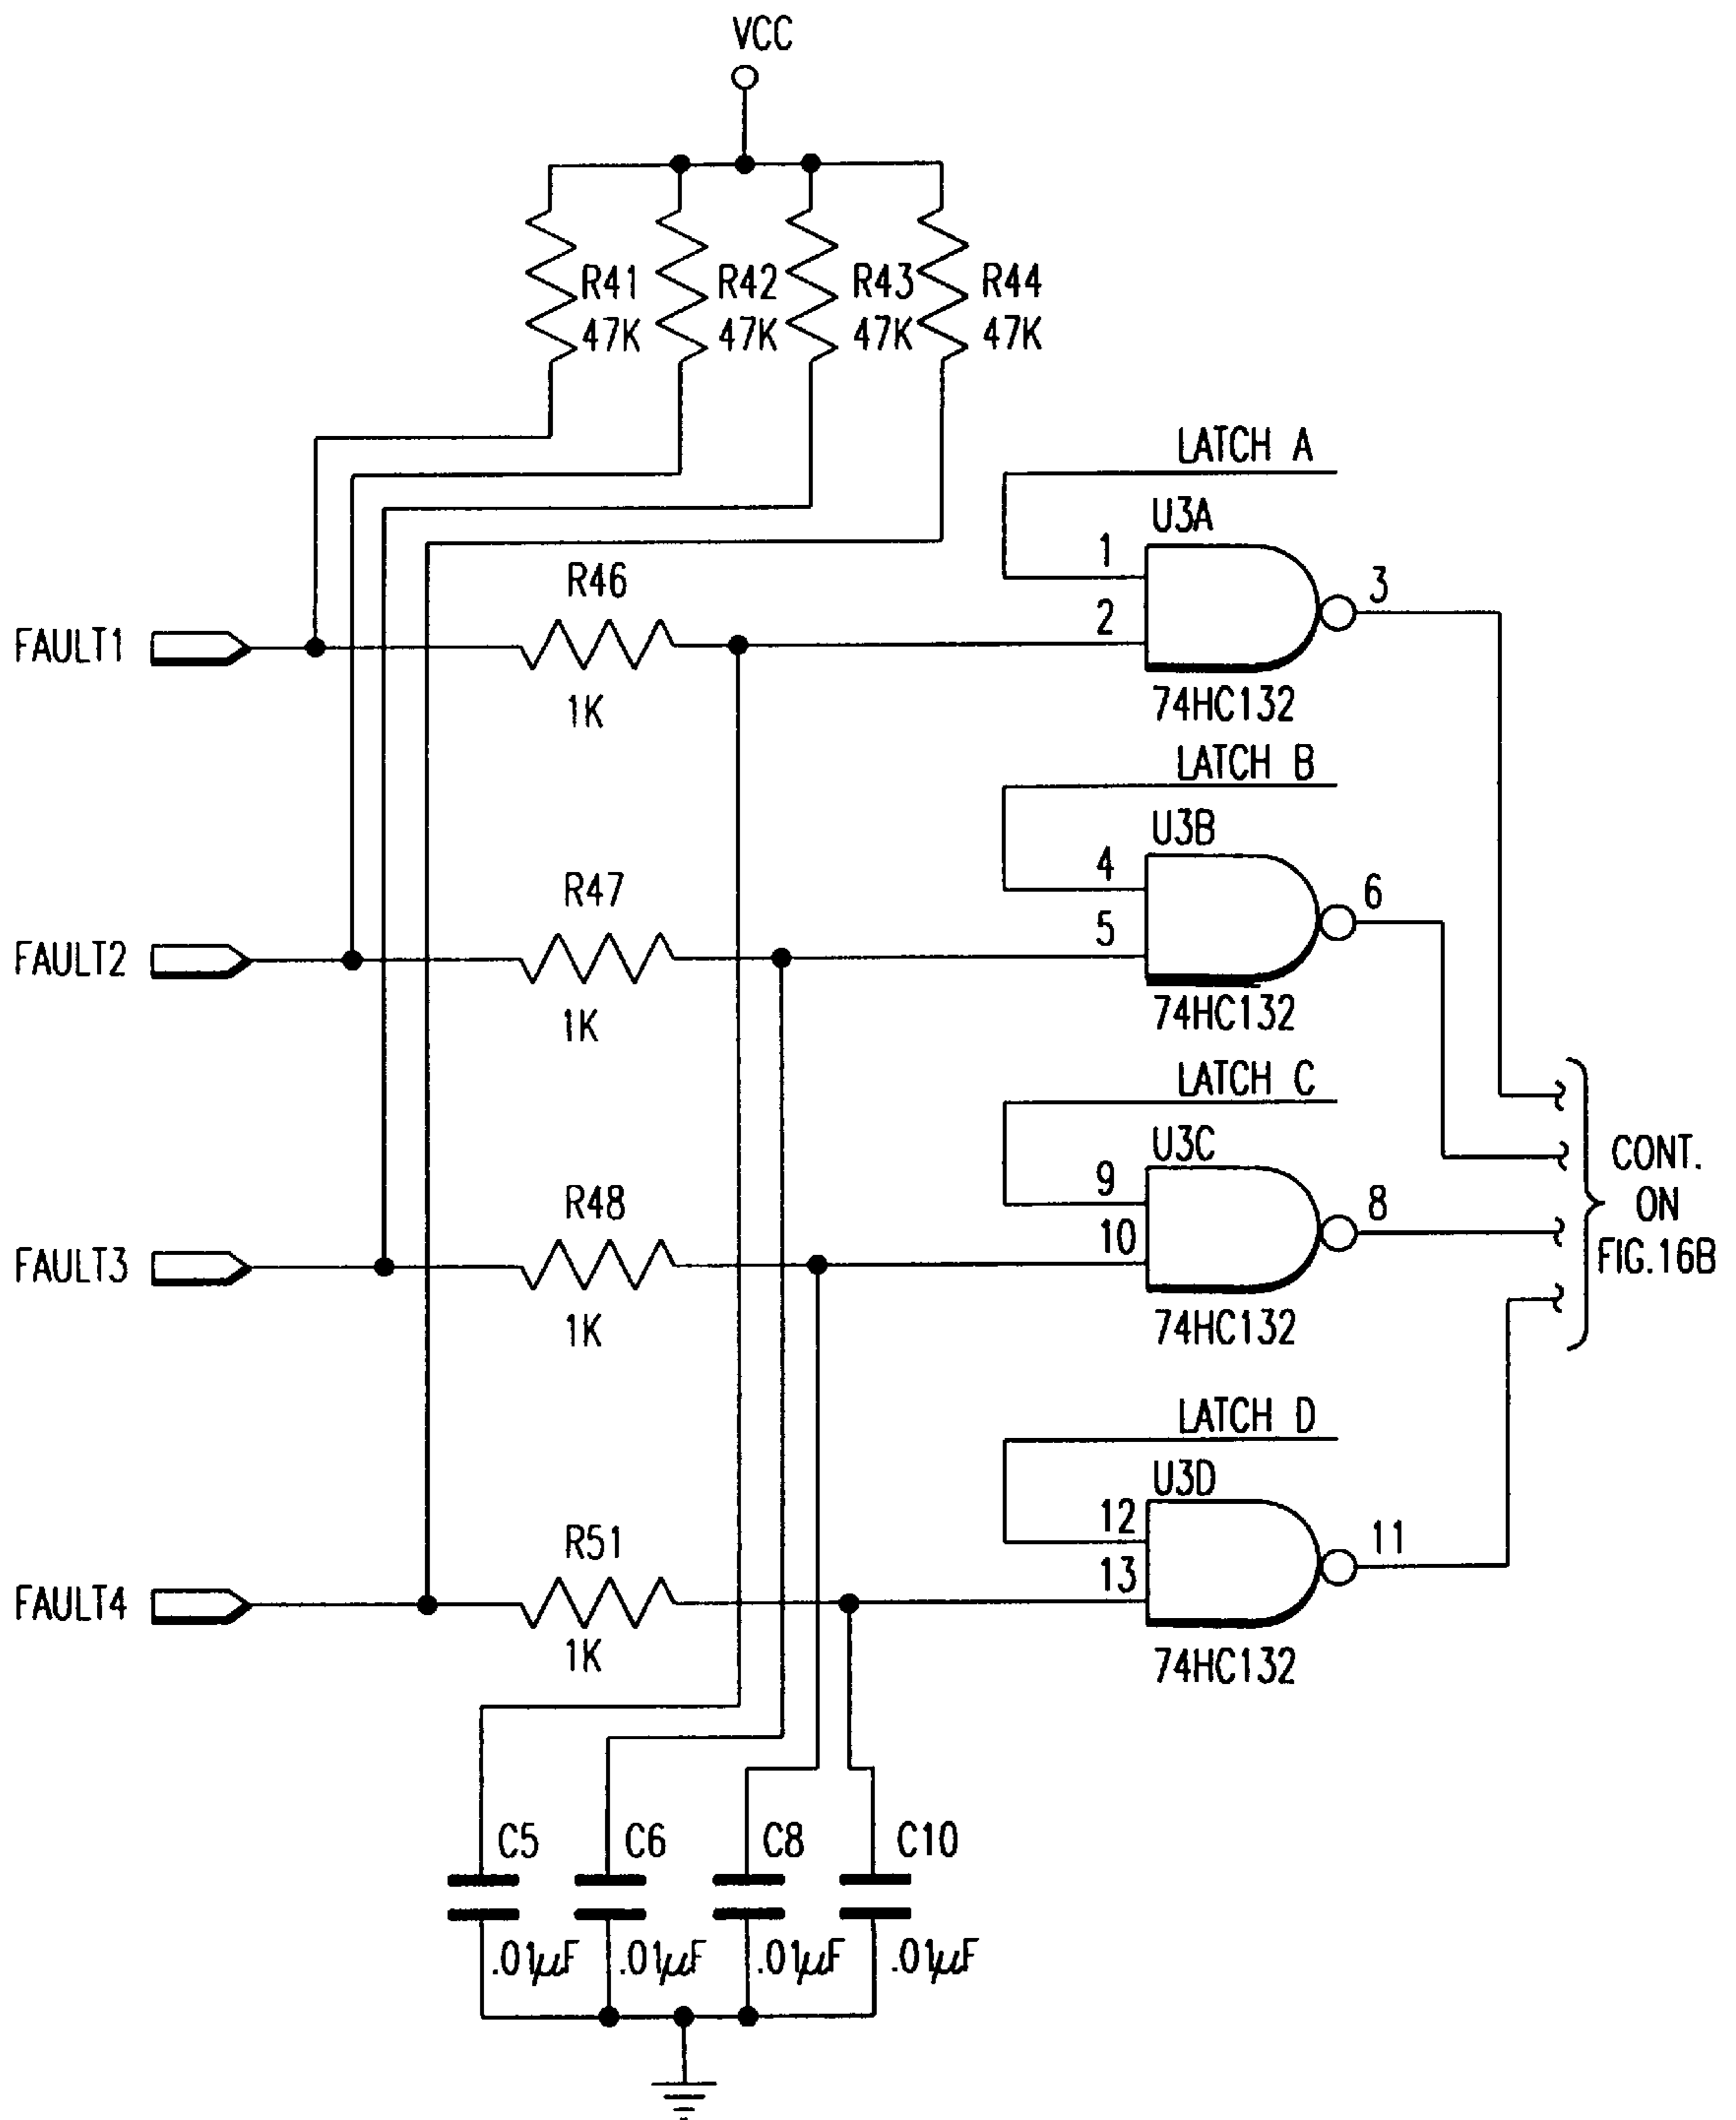 VCC
R41
47K
R42
47K
R43
47K
R44
47K
LATCH A
U3A
1
2
3
74HC132
FAULT1
R46
1K
LATCH B
U3B
4
5
6
74HC132
FAULT2
R47
1K
LATCH C
U3C
9
10
8
74HC132
FAULT3
R48
1K
CONT.
ON
FIG.16B
LATCH D
U3D
12
13
11
74HC132
FAULT4
R51
1K
C5
.01µF
C6
.01µF
C8
.01µF
C10
.01µF